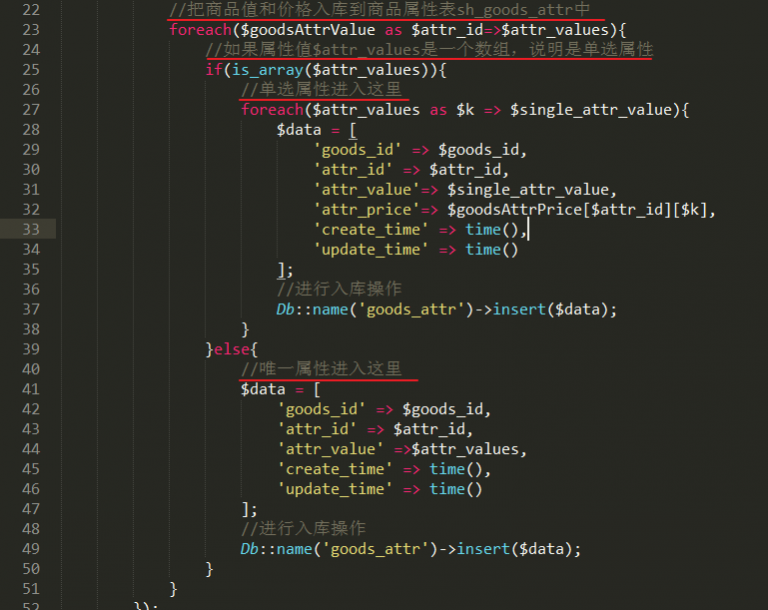 22 //把商品值和价格入库到商品属性表sh_goods_attr中
23 foreach($goodsAttrValue as $attr_id=>$attr_values){
24 //如果属性值$attr_values是一个数组，说明是单选属性
25 if(is_array($attr_values)){
26 //单选属性进入这里
27 foreach($attr_values as $k => $single_attr_value){
28 $data = [
29 'goods_id' => $goods_id,
30 'attr_id' => $attr_id,
31 'attr_value'=> $single_attr_value,
32 'attr_price'=> $goodsAttrPrice[$attr_id][$k],
33 'create_time' => time(),
34 'update_time' => time()
35 ];
36 //进行入库操作
37 Db::name('goods_attr')->insert($data);
38 }
39 }else{
40 //唯一属性进入这里
41 $data = [
42 'goods_id' => $goods_id,
43 'attr_id' => $attr_id,
44 'attr_value' =>$attr_values,
45 'create_time' => time(),
46 'update_time' => time()
47 ];
48 //进行入库操作
49 Db::name('goods_attr')->insert($data);
50 }
51 }
52 });